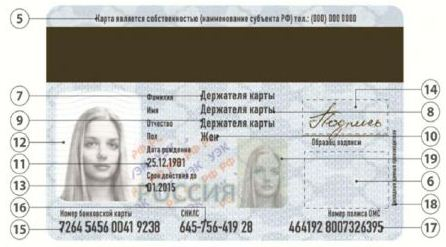 5 Карта является собственностью (наименование субъекта РФ) тел.: (000) 000 0000
7 Фамилия Держателя карты 14
Имя Держателя карты 8
9 Отчество Держателя карты
Подпись
Пол Жен 10
Образец подписи
12 Дата рождения 19
11 25.12.1981
Срок действия до 6
13 01.2015
РОССИЯ
УЭК РФ
16 18
Номер банковской карты СНИЛС Номер полиса ОМС
15 7264 5456 0041 9238 645-756-419 28 464192 8007326395 17